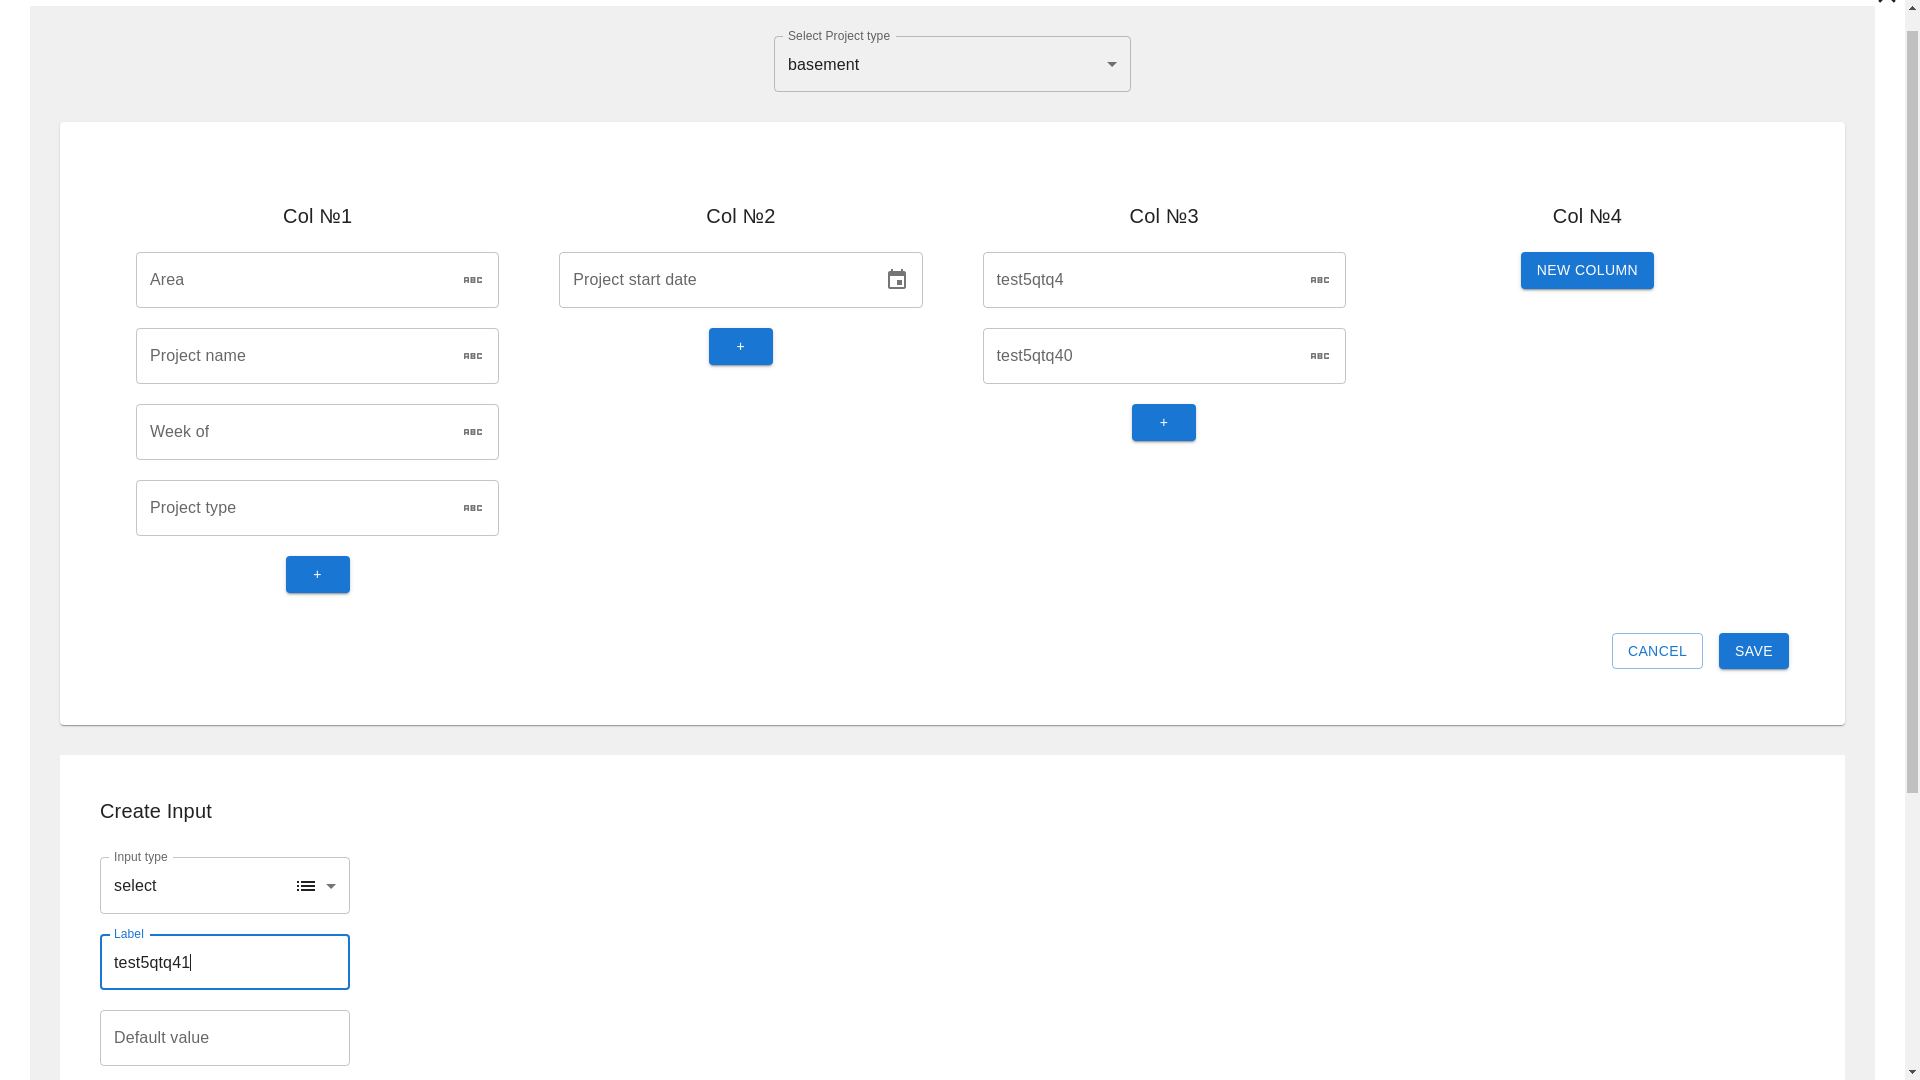 Select Project type
basement
Col №1
Col №2
Col №3
Col №4
Area
ABC
Project start date
test5qtq4
ABC
NEW COLUMN
Project name
ABC
+
test5qtq40
ABC
Week of
ABC
+
Project type
ABC
+
CANCEL
SAVE
Create Input
Input type
select
Label
test5qtq41
Default value